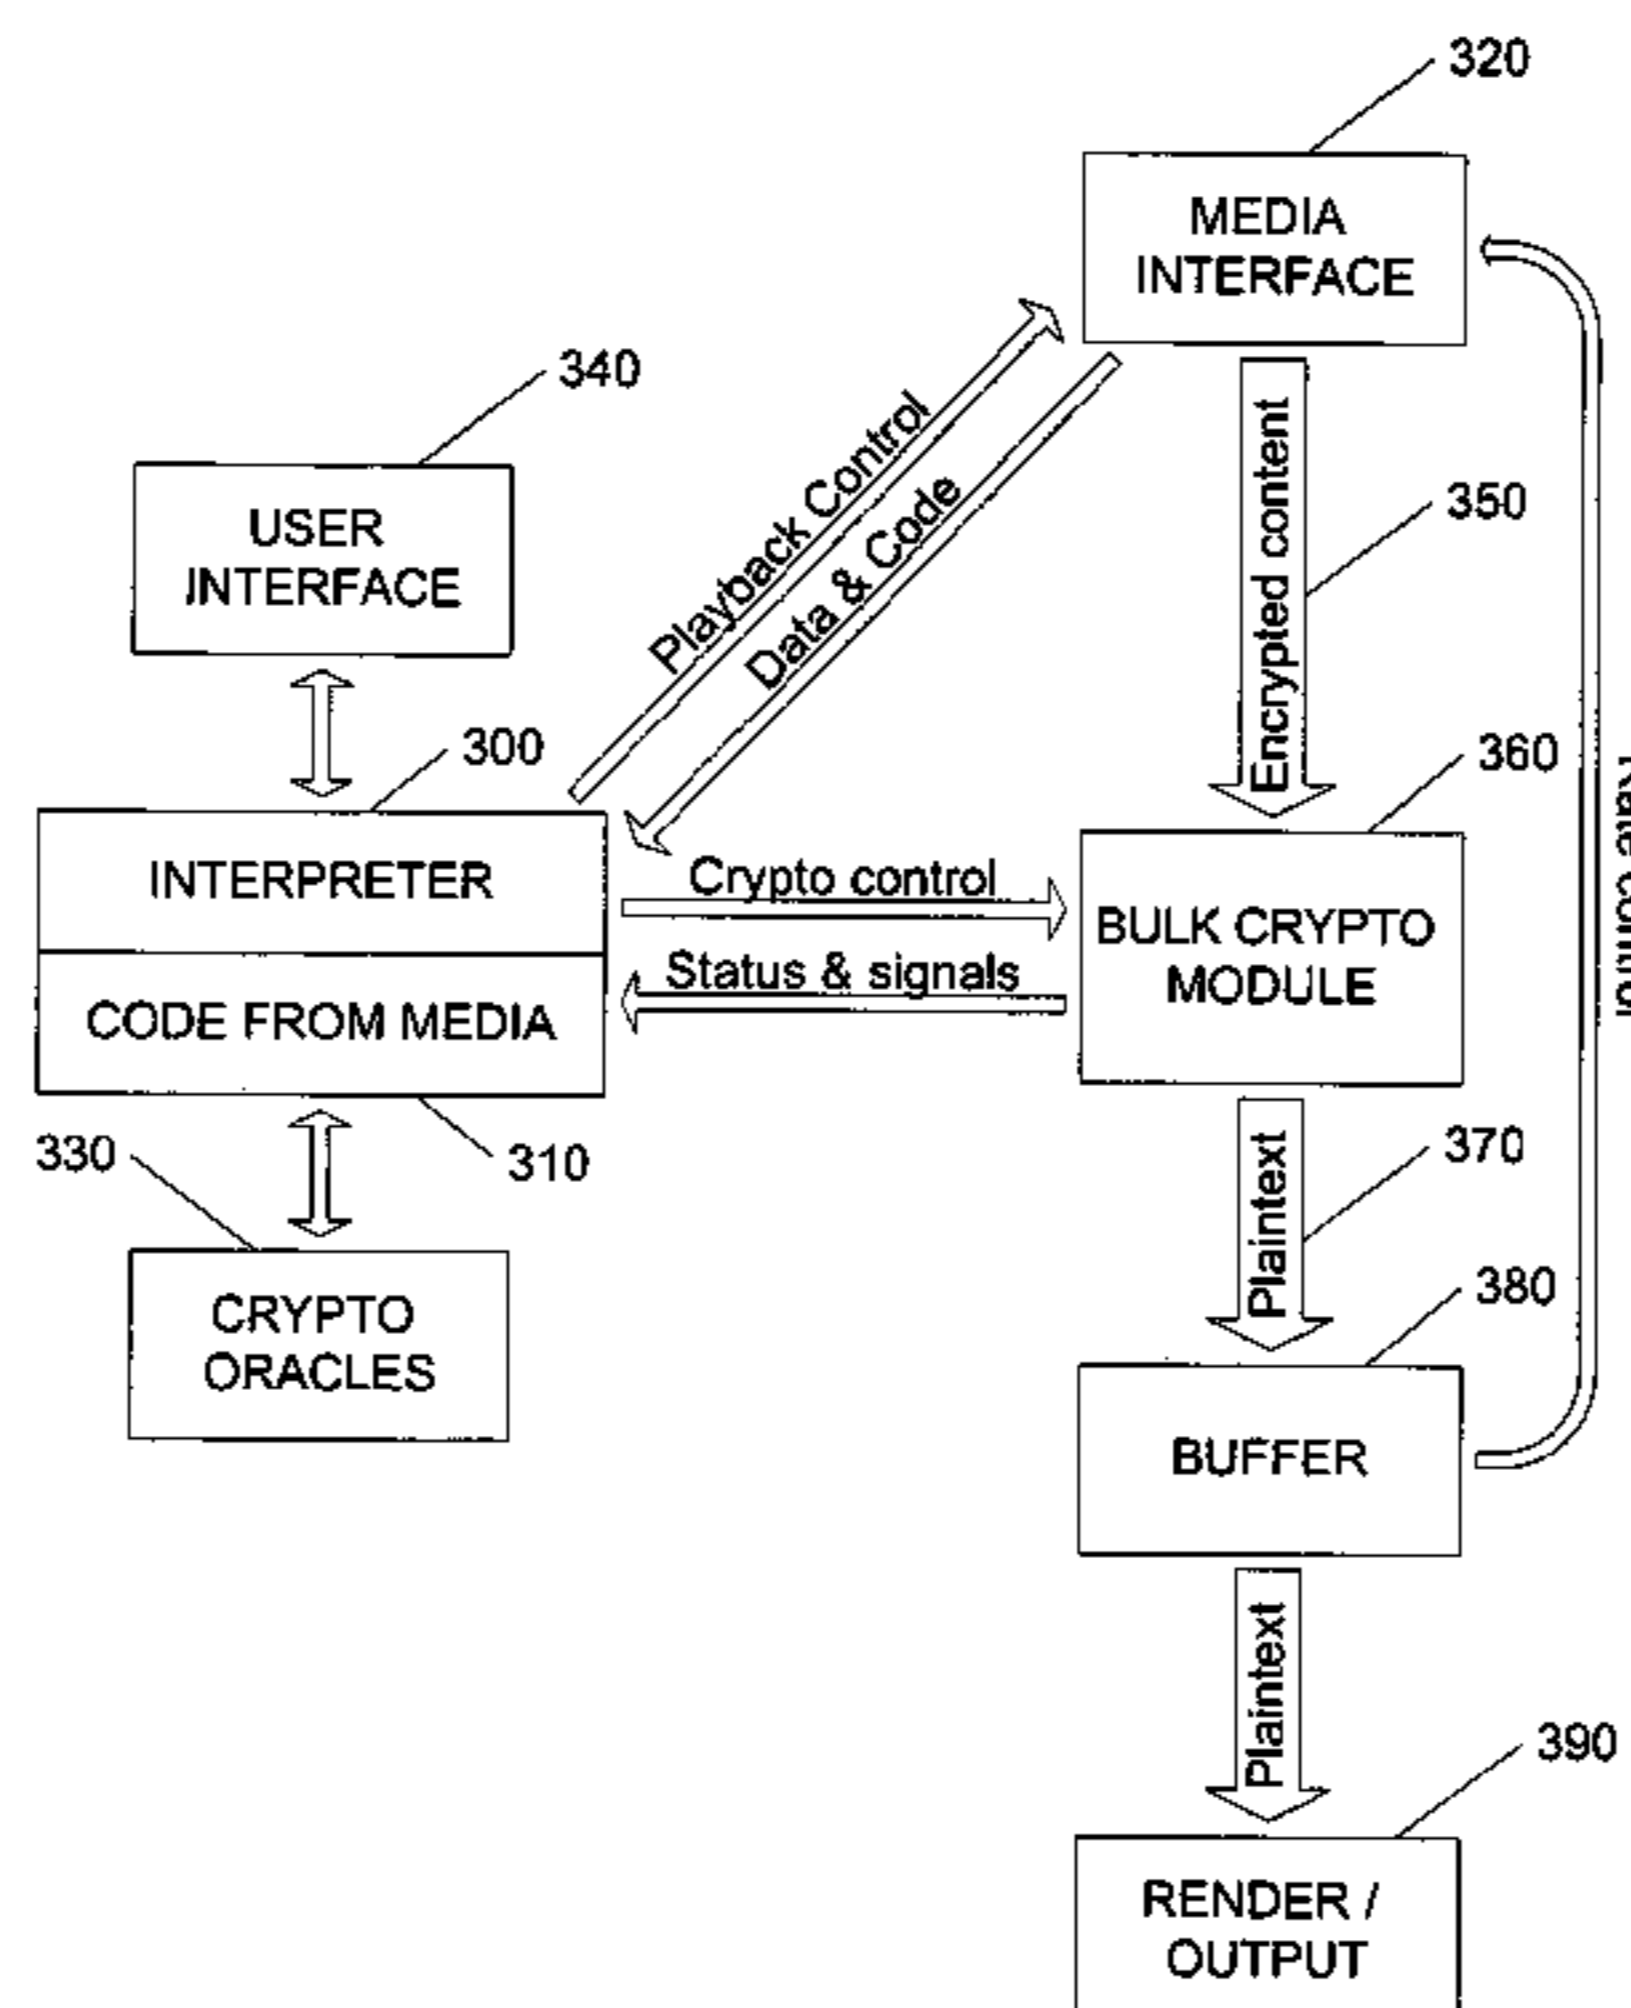 320
MEDIA
INTERFACE
340
USER
INTERFACE
Playback Control
Data & Code
Encrypted content
350
300
360
Rate control
INTERPRETER
Crypto control
BULK CRYPTO
MODULE
Status & signals
CODE FROM MEDIA
330
310
Plaintext
370
380
CRYPTO
ORACLES
BUFFER
Plaintext
390
RENDER /
OUTPUT